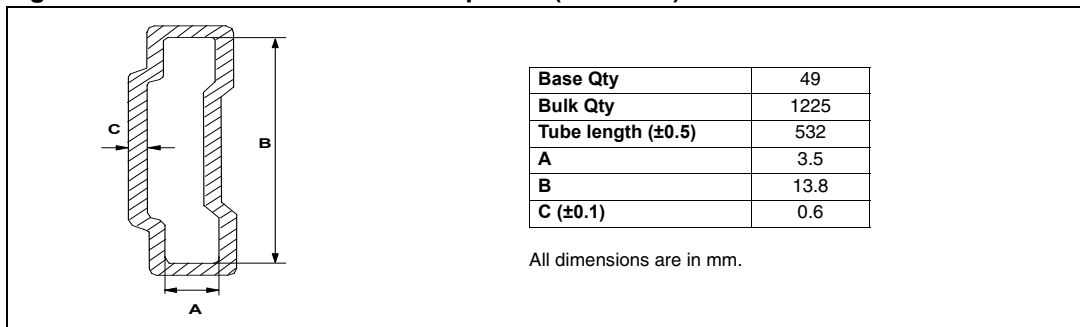 C
B
A
Base Qty 49
Bulk Qty 1225
Tube length (±0.5) 532
A 3.5
B 13.8
C (±0.1) 0.6
All dimensions are in mm.